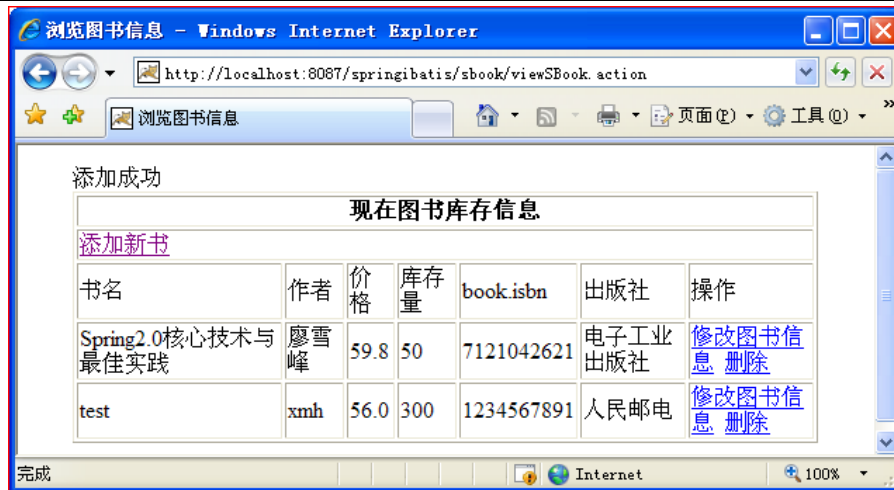 浏览图书信息 - Windows Internet Explorer
http://localhost:8087/springibatis/sbook/viewSBook.action
浏览图书信息 页面(P) 工具(O) »
添加成功
现在图书库存信息
添加新书
书名 作者 价格 库存量 book.isbn 出版社 操作
Spring2.0核心技术与最佳实践 廖雪峰 59.8 50 7121042621 电子工业出版社 修改图书信息 删除
test xmh 56.0 300 1234567891 人民邮电 修改图书信息 删除
完成 Internet 100%